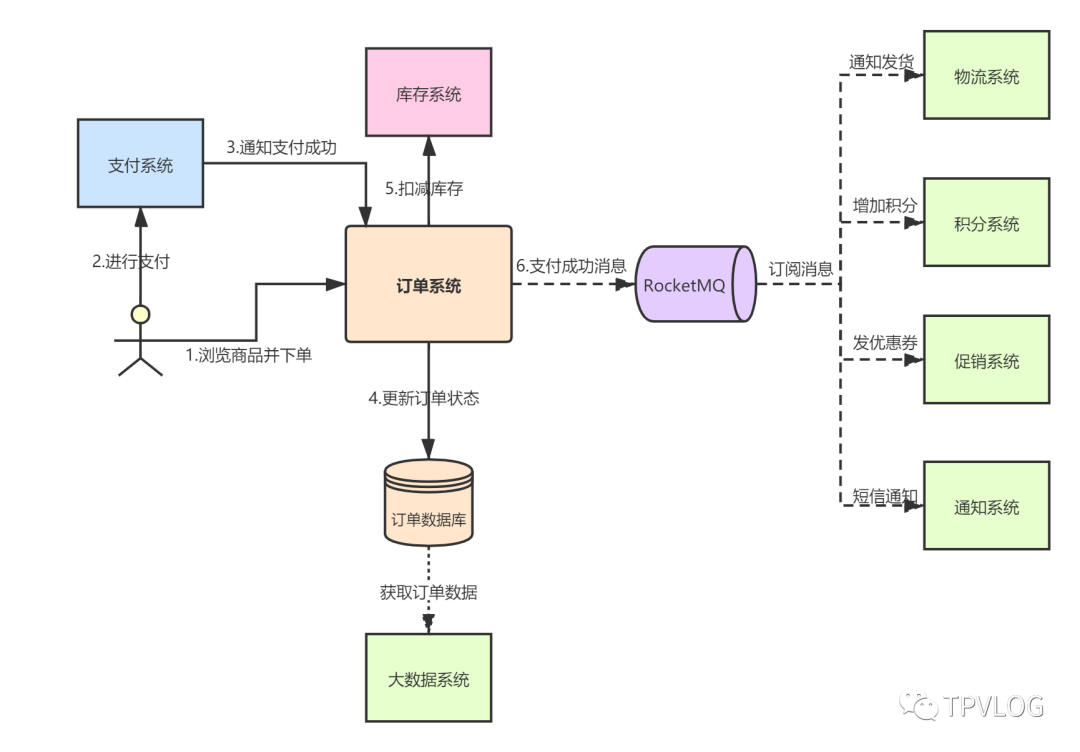 通知发货
物流系统
库存系统
支付系统
3.通知支付成功
5.扣减库存
增加积分
积分系统
2.进行支付
订单系统
6.支付成功消息
RocketMQ
订阅消息
1.浏览商品并下单
发优惠券
促销系统
4.更新订单状态
短信通知
通知系统
订单数据库
获取订单数据
大数据系统
TPVLOG